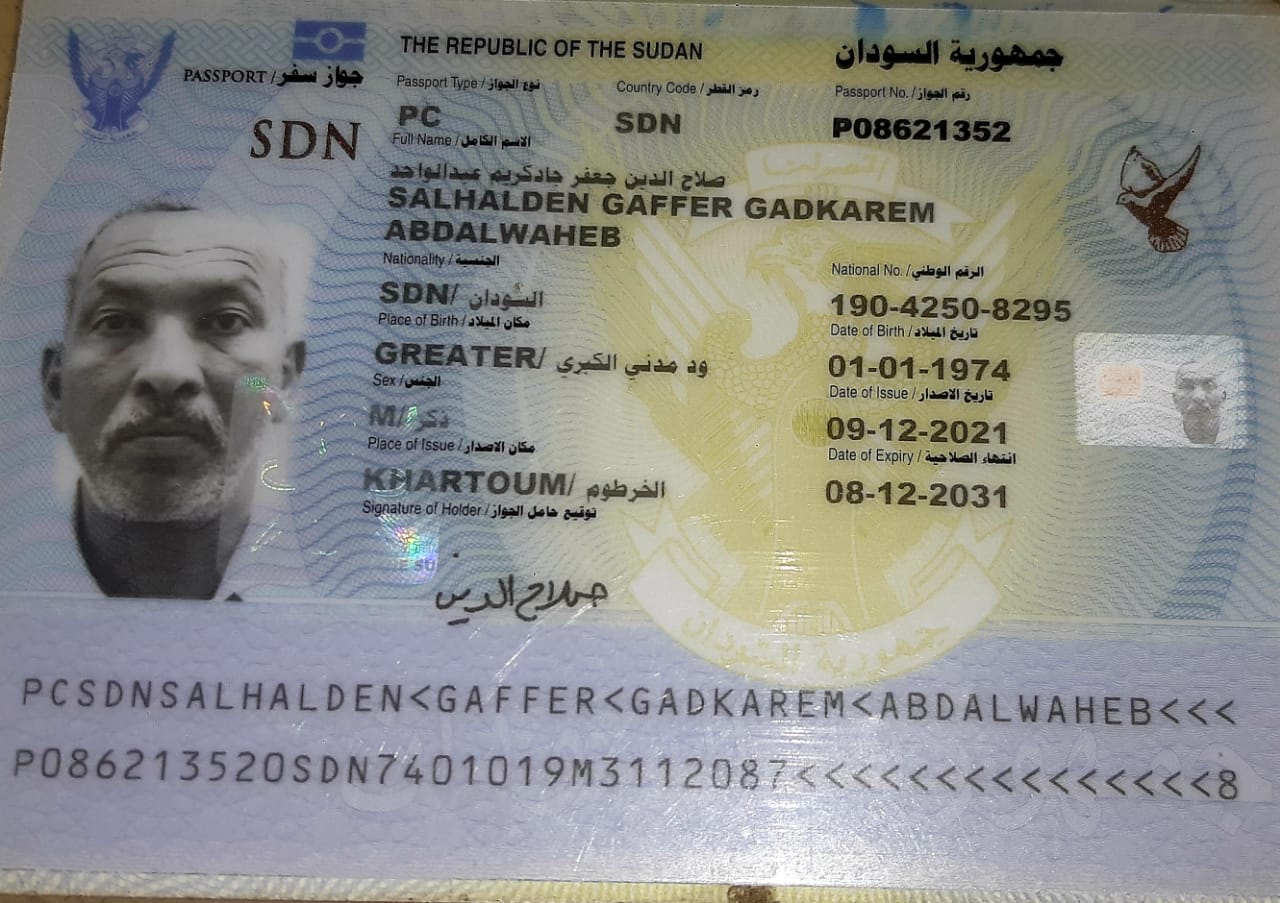 THE REPUBLIC OF THE SUDAN جمهورية السودان
PASSPORT / جواز سفر
SDN
Passport Type / نوع الجواز Country Code / رمز القطر Passport No. / رقم الجواز
PC SDN P08621352
Full Name / الاسم الكامل
صلاح الدين جعفر جادكريم عبدالواحد
SALHALDEN GAFFER GADKAREM
ABDALWAHEB
Nationality / الجنسية National No. / الرقم الوطني
SDN/ السودان 190-4250-8295
Place of Birth / مكان الميلاد Date of Birth / تاريخ الميلاد
GREATER/ ود مدني الكبري 01-01-1974
Sex / الجنس Date of Issue / تاريخ الاصدار
M/ ذكر 09-12-2021
Place of Issue / مكان الاصدار Date of Expiry / انتهاء الصلاحية
KHARTOUM/ الخرطوم 08-12-2031
Signature of Holder / توقيع حامل الجواز
صلاح الدين
جمهورية السودان
PCSDNSALHALDEN<GAFFER<GADKAREM<ABDALWAHEB<<<
P086213520SDN7401019M3112087<<<<<<<<<<<<<<<8